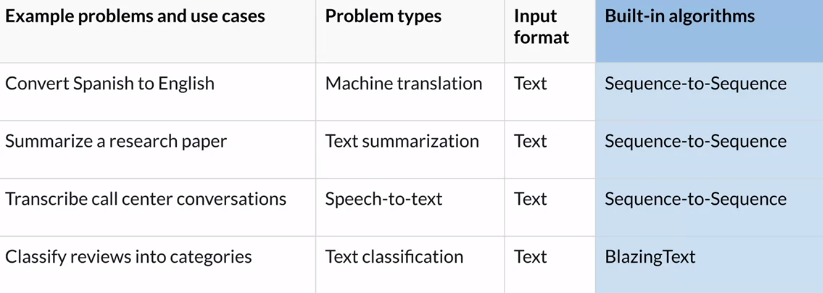 Example problems and use cases Problem types Input format Built-in algorithms
Convert Spanish to English Machine translation Text Sequence-to-Sequence
Summarize a research paper Text summarization Text Sequence-to-Sequence
Transcribe call center conversations Speech-to-text Text Sequence-to-Sequence
Classify reviews into categories Text classification Text BlazingText